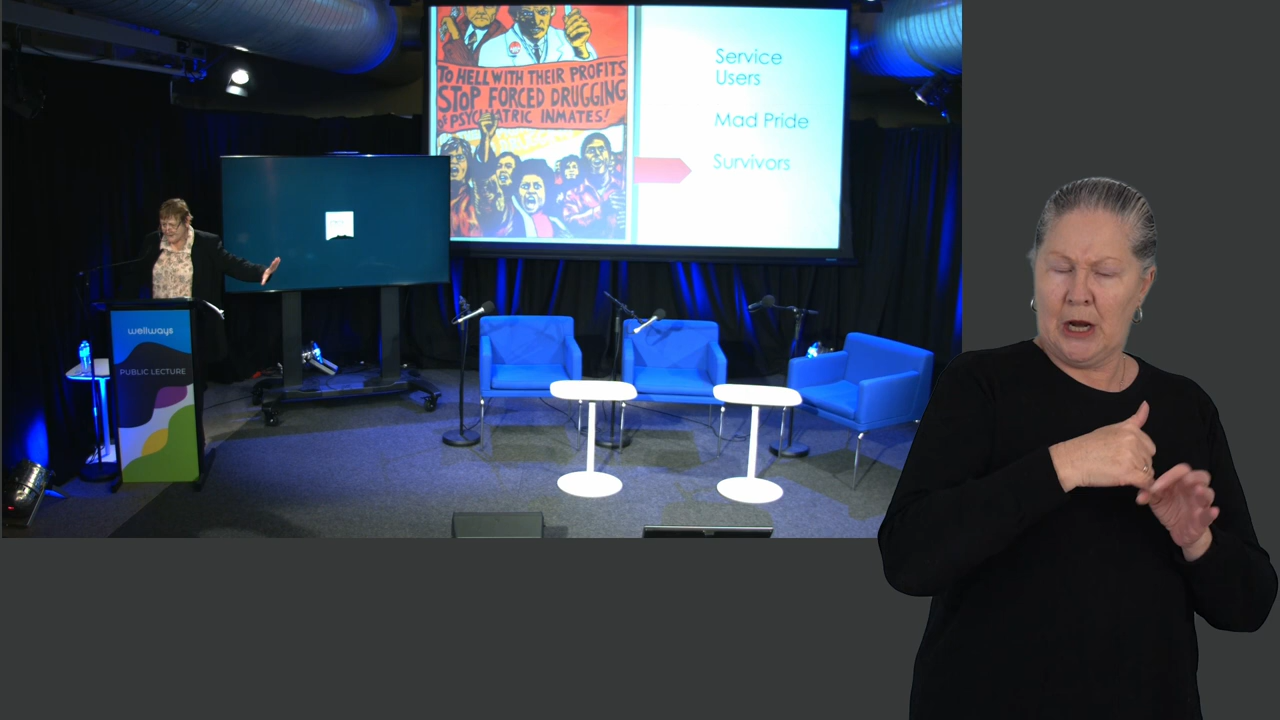 TO HELL WITH THEIR PROFITS
STOP FORCED DRUGGING
OF PSYCHIATRIC INMATES!
Service
Users
Mad Pride
Survivors
wellways
PUBLIC LECTURE